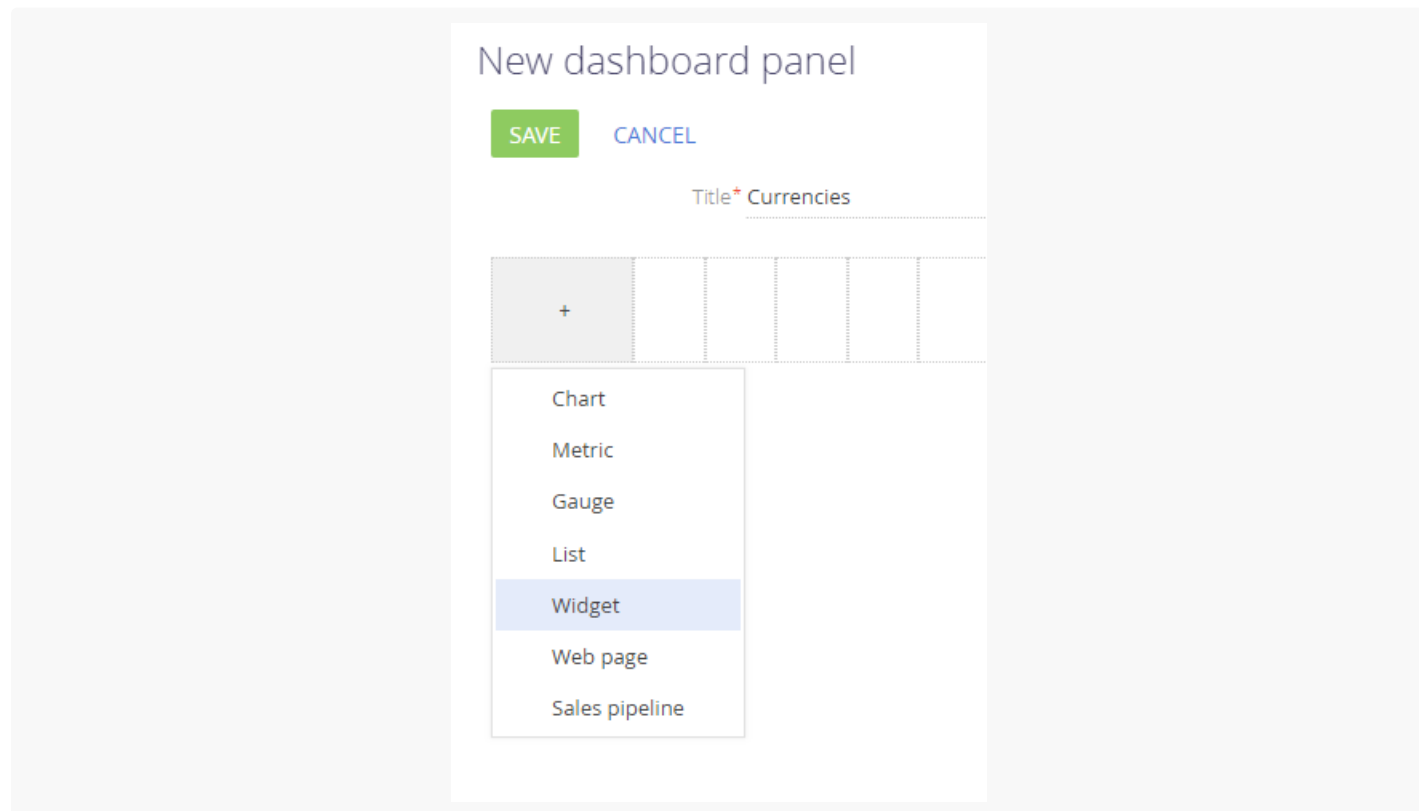 New dashboard panel
SAVE CANCEL
Title* Currencies
+
Chart
Metric
Gauge
List
Widget
Web page
Sales pipeline